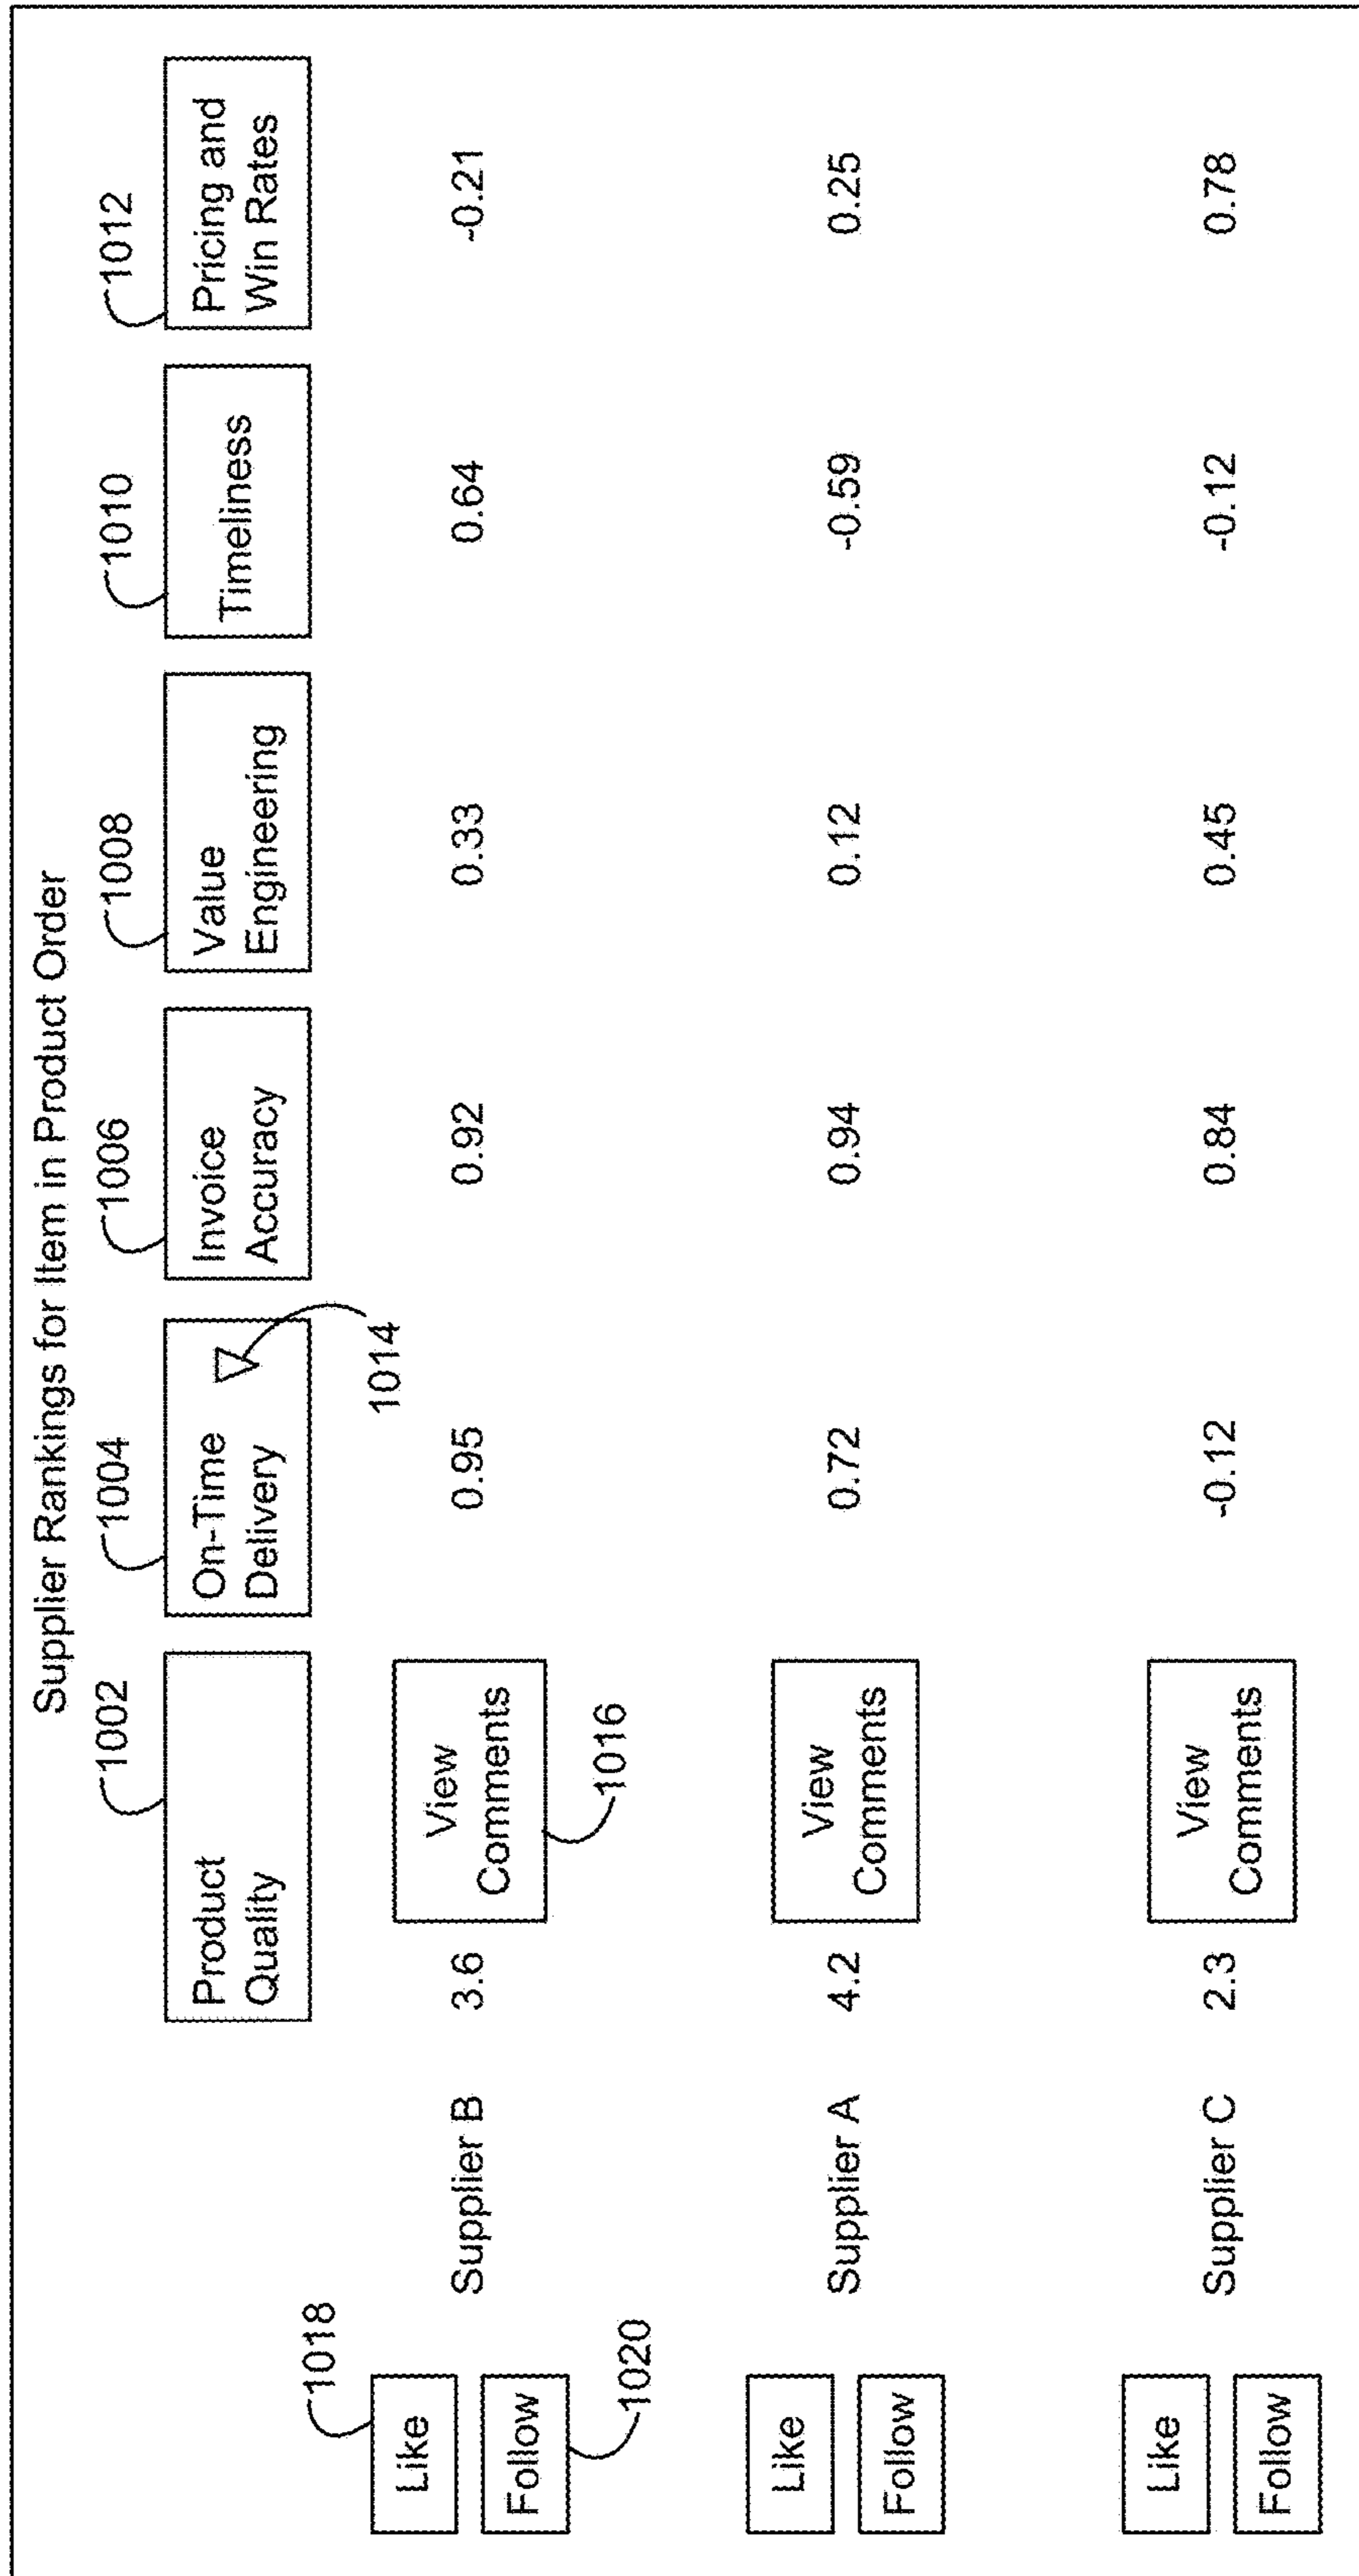 Supplier Rankings for Item in Product Order
1002 1004 1006 1008 1010 1012
Product On-Time Invoice Value Timeliness Pricing and
Quality Delivery Accuracy Engineering Win Rates
1014
1018
Like
Follow
1020
Supplier B 3.6 View 0.95 0.92 0.33 0.64 -0.21
Comments
1016
Like
Follow
Supplier A 4.2 View 0.72 0.94 0.12 -0.59 0.25
Comments
Like
Follow
Supplier C 2.3 View -0.12 0.84 0.45 -0.12 0.78
Comments